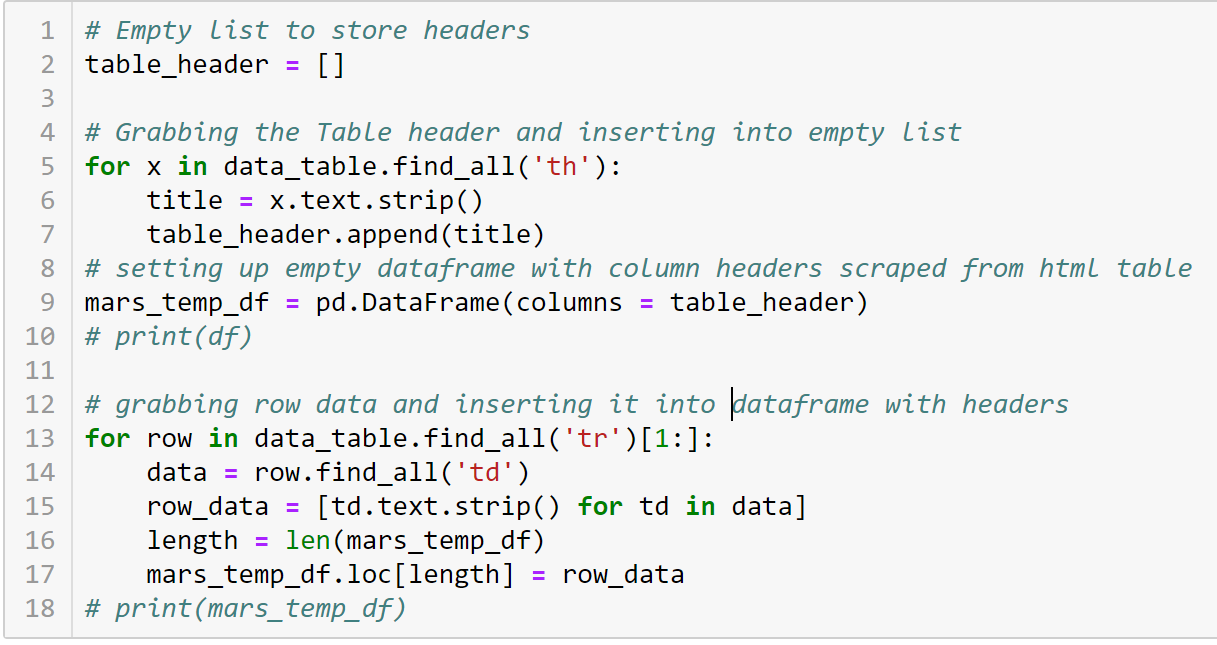 1 # Empty list to store headers
2 table_header = []
3
4 # Grabbing the Table header and inserting into empty list
5 for x in data_table.find_all('th'):
6     title = x.text.strip()
7     table_header.append(title)
8 # setting up empty dataframe with column headers scraped from html table
9 mars_temp_df = pd.DataFrame(columns = table_header)
10 # print(df)
11
12 # grabbing row data and inserting it into dataframe with headers
13 for row in data_table.find_all('tr')[1:]:
14     data = row.find_all('td')
15     row_data = [td.text.strip() for td in data]
16     length = len(mars_temp_df)
17     mars_temp_df.loc[length] = row_data
18 # print(mars_temp_df)